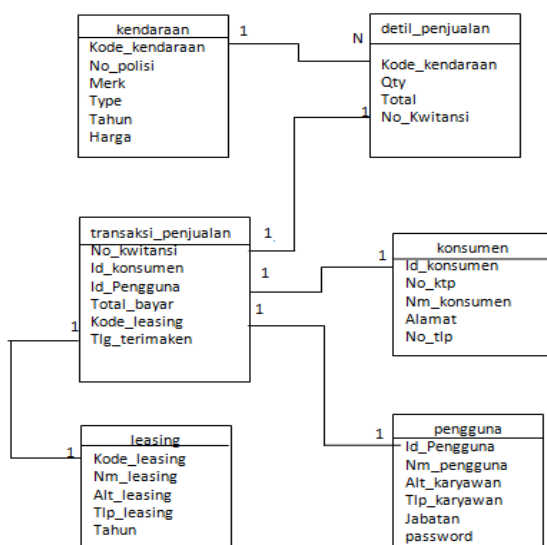 kendaraan
Kode_kendaraan
No_polisi
Merk
Type
Tahun
Harga
1
N
detil_penjualan
Kode_kendaraan
Qty
Total
No_Kwitansi
1
transaksi_penjualan
No_kwitansi
Id_konsumen
Id_Pengguna
Total_bayar
Kode_leasing
Tlg_terimaken
1
1
1
1
1
konsumen
Id_konsumen
No_ktp
Nm_konsumen
Alamat
No_tlp
leasing
Kode_leasing
Nm_leasing
Alt_leasing
Tlp_leasing
Tahun
1
1
pengguna
Id_Pengguna
Nm_pengguna
Alt_karyawan
Tlp_karyawan
Jabatan
password